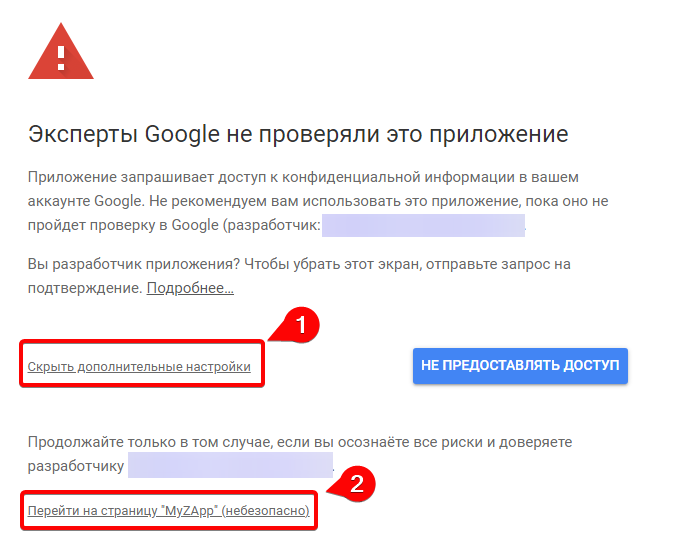 Эксперты Google не проверяли это приложение
Приложение запрашивает доступ к конфиденциальной информации в вашем
аккаунте Google. Не рекомендуем вам использовать это приложение, пока оно не
пройдет проверку в Google (разработчик:
Вы разработчик приложения? Чтобы убрать этот экран, отправьте запрос на
подтверждение. Подробнее…
1
Скрыть дополнительные настройки
НЕ ПРЕДОСТАВЛЯТЬ ДОСТУП
Продолжайте только в том случае, если вы осознаёте все риски и доверяете
разработчику .
2
Перейти на страницу "MyZApp" (небезопасно)